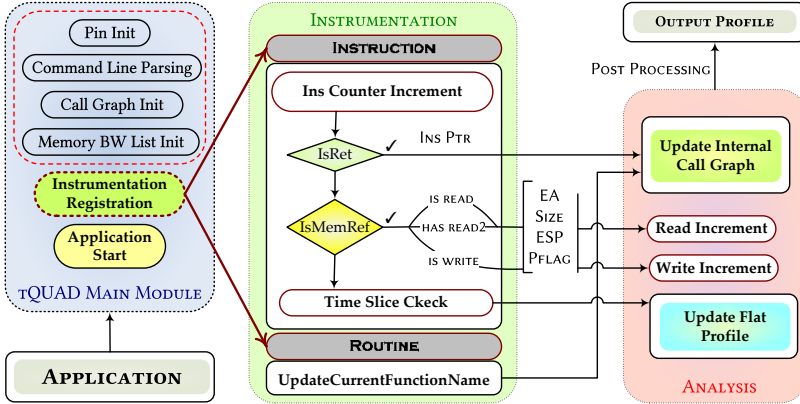 Pin Init
Command Line Parsing
Call Graph Init
Memory BW List Init
Instrumentation
Registration
Application
Start
tQUAD Main Module
Application
Instrumentation
Instruction
Ins Counter Increment
IsRet
✓
Ins Ptr
IsMemRef
✓
is read
has read2
is write
EA
Size
ESP
Pflag
Time Slice Ckeck
Routine
UpdateCurrentFunctionName
Output Profile
Post Processing
Update Internal
Call Graph
Read Increment
Write Increment
Update Flat
Profile
Analysis